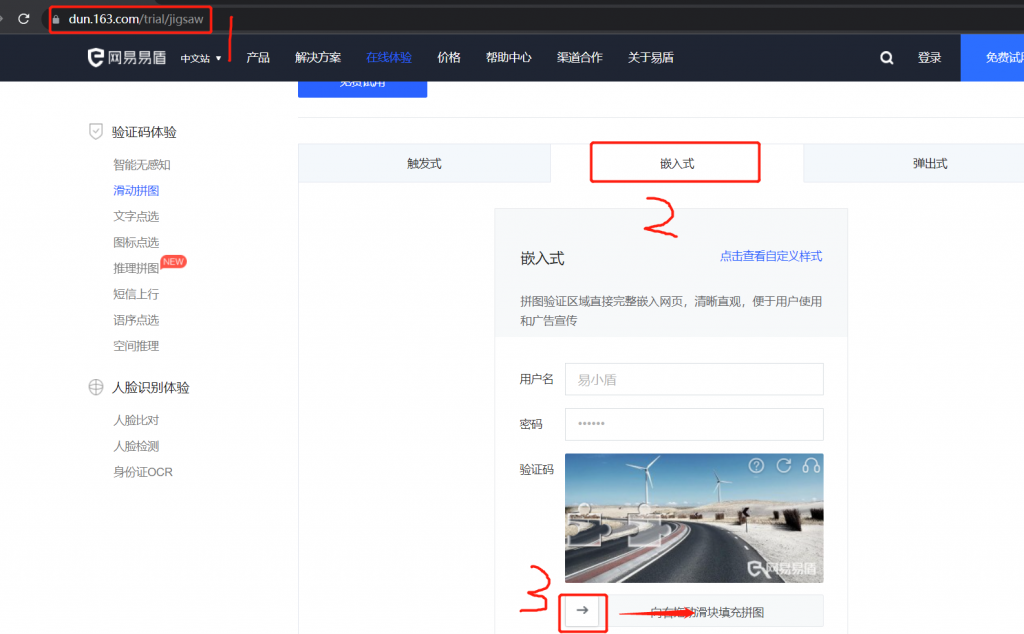 dun.163.com/trial/jigsaw
1
网易易盾 中文站 产品 解决方案 在线体验 价格 帮助中心 渠道合作 关于易盾 登录 免费试用
免费试用
验证码体验
智能无感知
滑动拼图
文字点选
图标点选
推理拼图 NEW
短信上行
语序点选
空间推理
人脸识别体验
人脸比对
人脸检测
身份证OCR
触发式 嵌入式 弹出式
2
嵌入式 点击查看自定义样式
拼图验证区域直接完整嵌入网页，清晰直观，便于用户使用
和广告宣传
用户名 易小盾
密码 ••••••
验证码
网易易盾
3
向右拖动滑块填充拼图